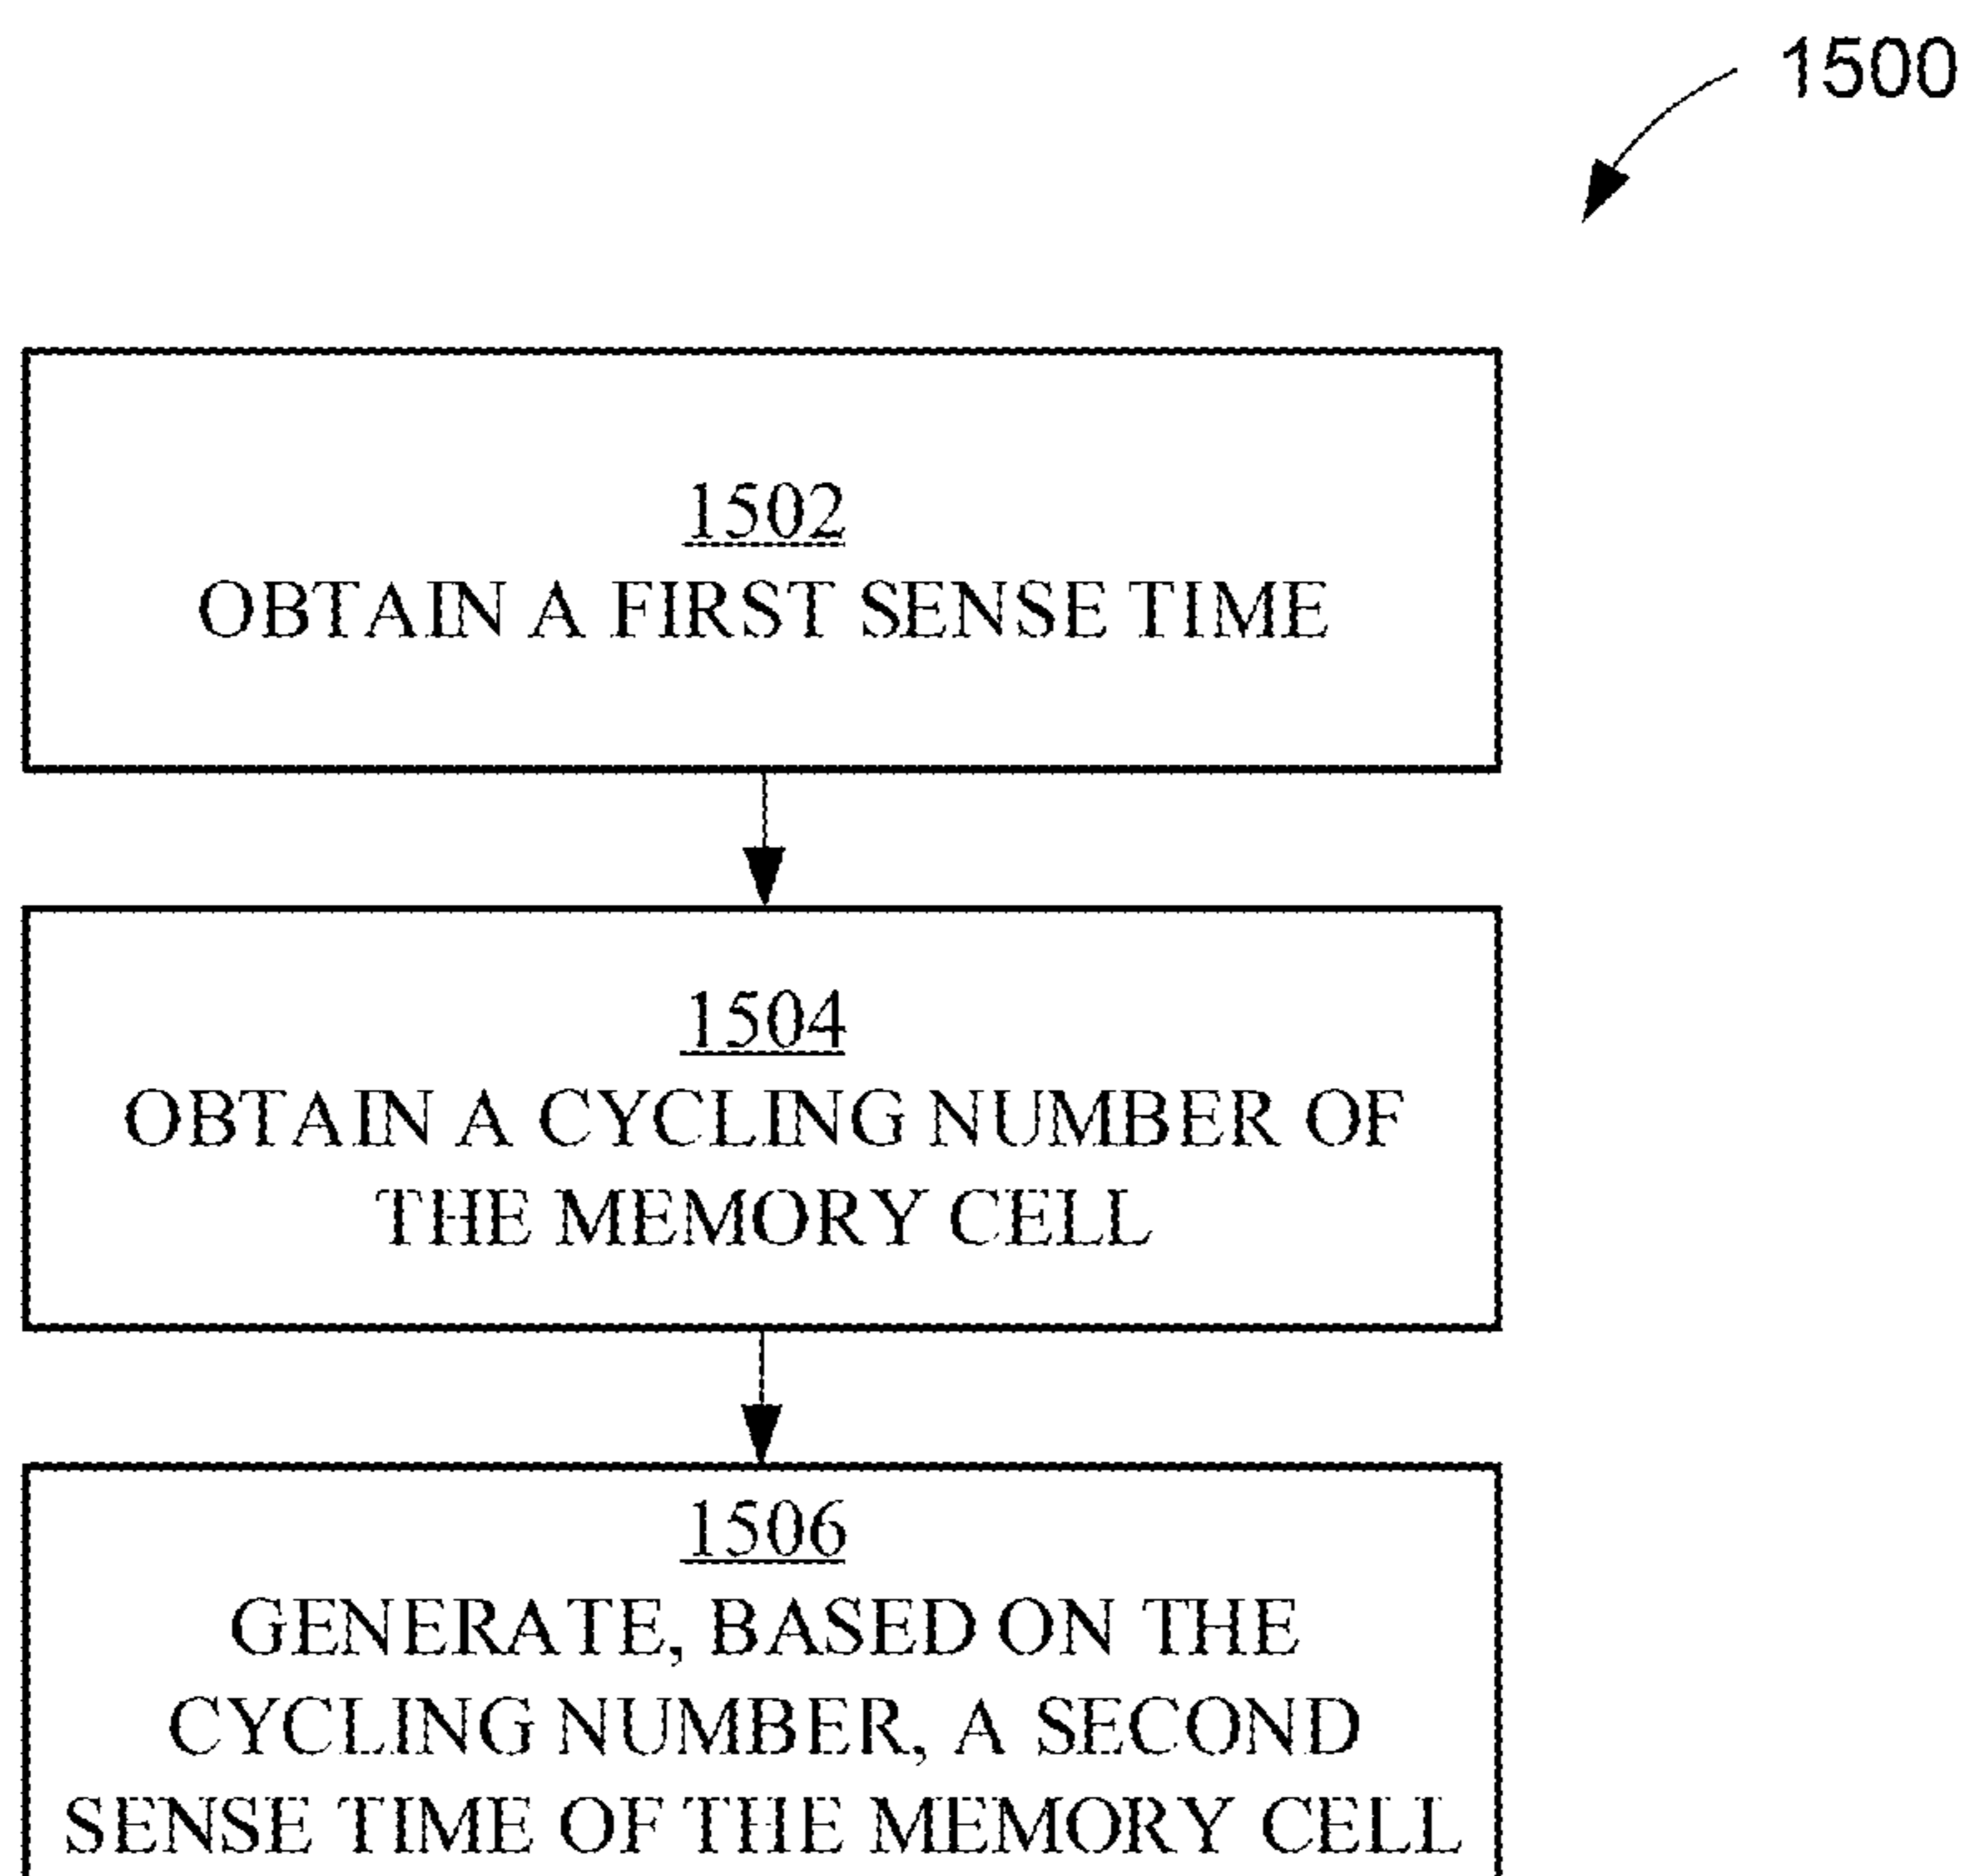 1500
1502
OBTAIN A FIRST SENSE TIME
1504
OBTAIN A CYCLING NUMBER OF
THE MEMORY CELL
1506
GENERATE, BASED ON THE
CYCLING NUMBER, A SECOND
SENSE TIME OF THE MEMORY CELL